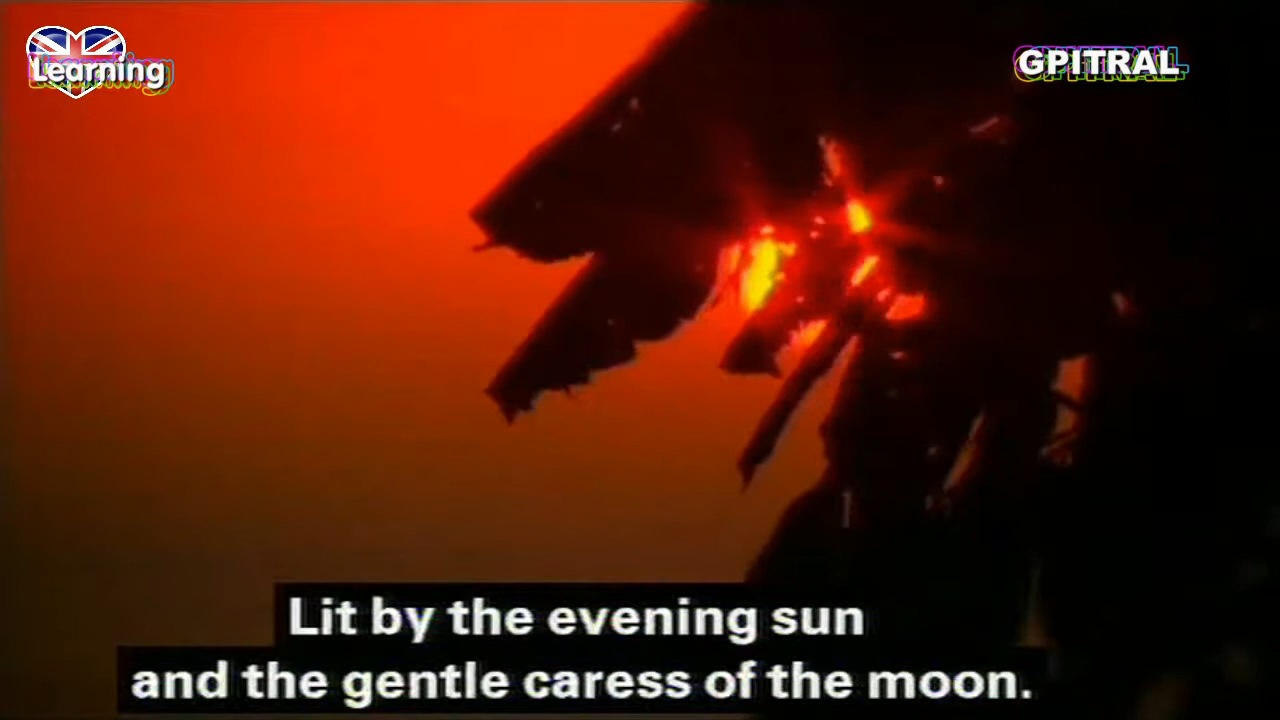 Learning
GPITRAL
Lit by the evening sun
and the gentle caress of the moon.